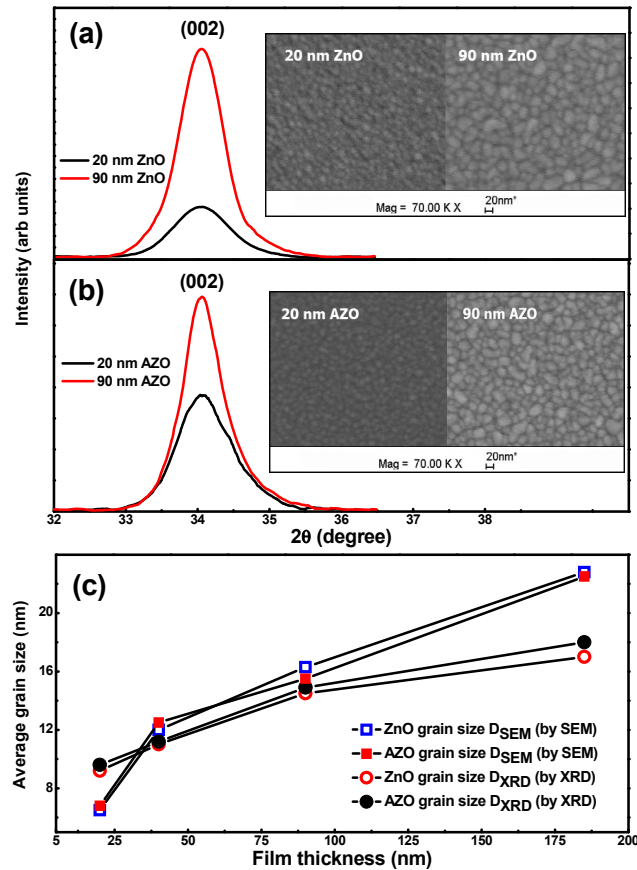 (a)
(002)
20 nm ZnO
90 nm ZnO
20 nm ZnO
90 nm ZnO
Mag = 70.00 K X
20nm*
Intensity (arb units)
(b)
(002)
20 nm AZO
90 nm AZO
20 nm AZO
90 nm AZO
Mag = 70.00 K X
20nm*
32 33 34 35 36 37 38
2θ (degree)
(c)
Average grain size (nm)
20
16
12
8
ZnO grain size DSEM (by SEM)
AZO grain size DSEM (by SEM)
ZnO grain size DXRD (by XRD)
AZO grain size DXRD (by XRD)
5 25 50 75 100 125 150 175 200
Film thickness (nm)